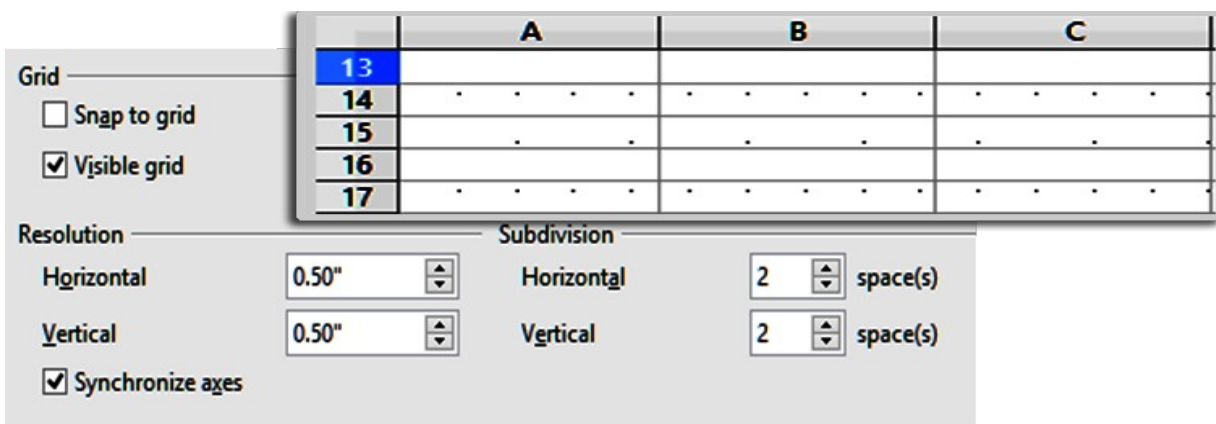 A B C
13
14
15
16
17
Grid
Snap to grid
Visible grid
Resolution Subdivision
Horizontal 0.50" Horizontal 2 space(s)
Vertical 0.50" Vertical 2 space(s)
Synchronize axes